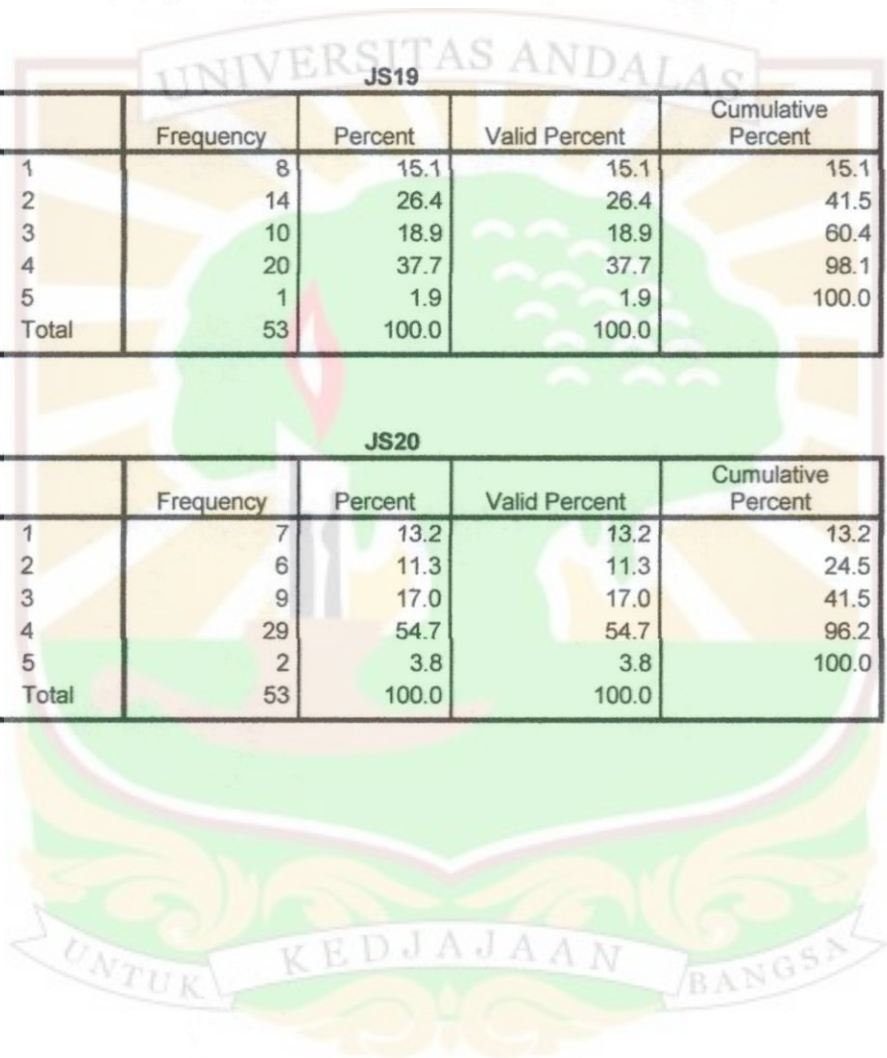 UNIVERSITAS ANDALAS
JS19
Frequency Percent Valid Percent Cumulative Percent
1 8 15.1 15.1 15.1
2 14 26.4 26.4 41.5
3 10 18.9 18.9 60.4
4 20 37.7 37.7 98.1
5 1 1.9 1.9 100.0
Total 53 100.0 100.0
JS20
Frequency Percent Valid Percent Cumulative Percent
1 7 13.2 13.2 13.2
2 6 11.3 11.3 24.5
3 9 17.0 17.0 41.5
4 29 54.7 54.7 96.2
5 2 3.8 3.8 100.0
Total 53 100.0 100.0
UNTUK KEDJAJAAN BANGSA